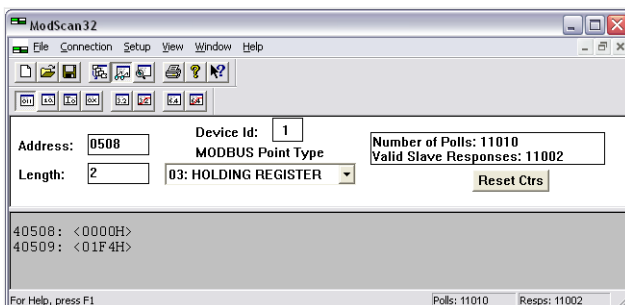 ModScan32
File Connection Setup View Window Help
Address: 0508
Device Id: 1
MODBUS Point Type
Length: 2
03: HOLDING REGISTER
Number of Polls: 11010
Valid Slave Responses: 11002
Reset Ctrs
40508: <0000H>
40509: <01F4H>
For Help, press F1
Polls: 11010
Resps: 11002